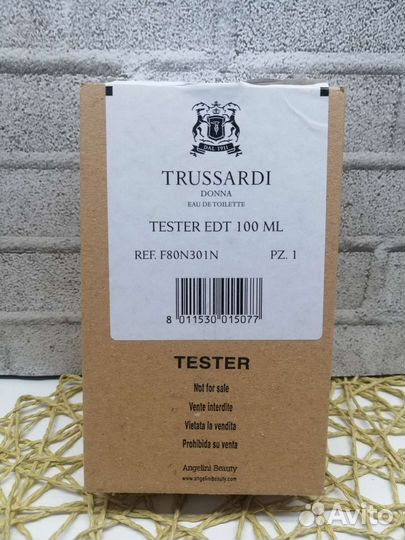 DAL 1911
TRUSSARDI
DONNA
EAU DE TOILETTE
TESTER EDT 100 ML
REF. F80N301N PZ. 1
8 011530 015077
TESTER
Not for sale
Vente interdite
Vietata la vendita
Prohibida su venta
Angelini Beauty
www.angelinibeauty.com
Avito